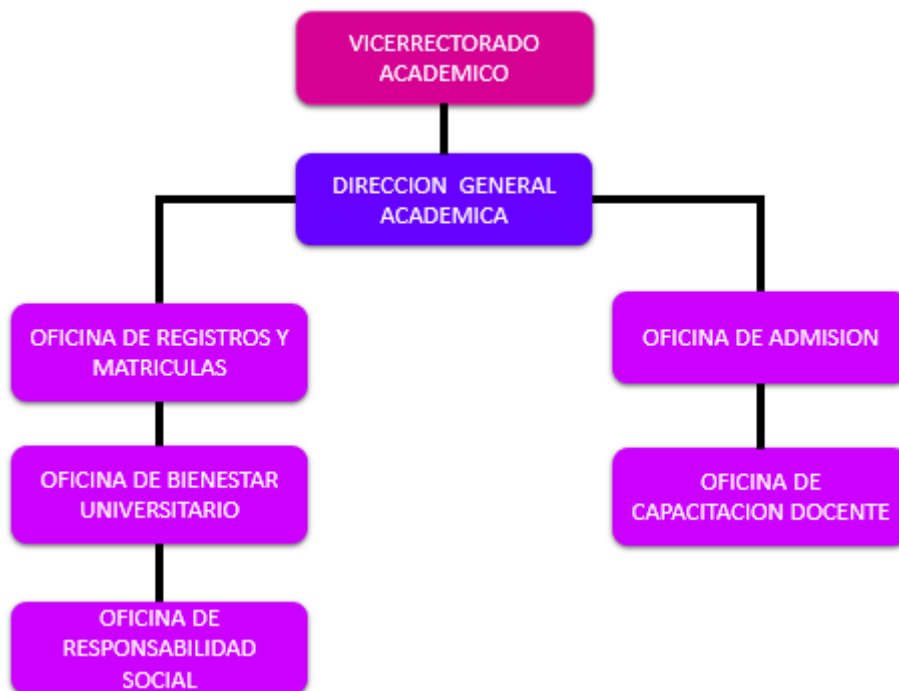 VICERRECTORADO
ACADEMICO
DIRECCION GENERAL
ACADEMICA
OFICINA DE REGISTROS Y
MATRICULAS
OFICINA DE ADMISION
OFICINA DE BIENESTAR
UNIVERSITARIO
OFICINA DE
CAPACITACION DOCENTE
OFICINA DE
RESPONSABILIDAD
SOCIAL